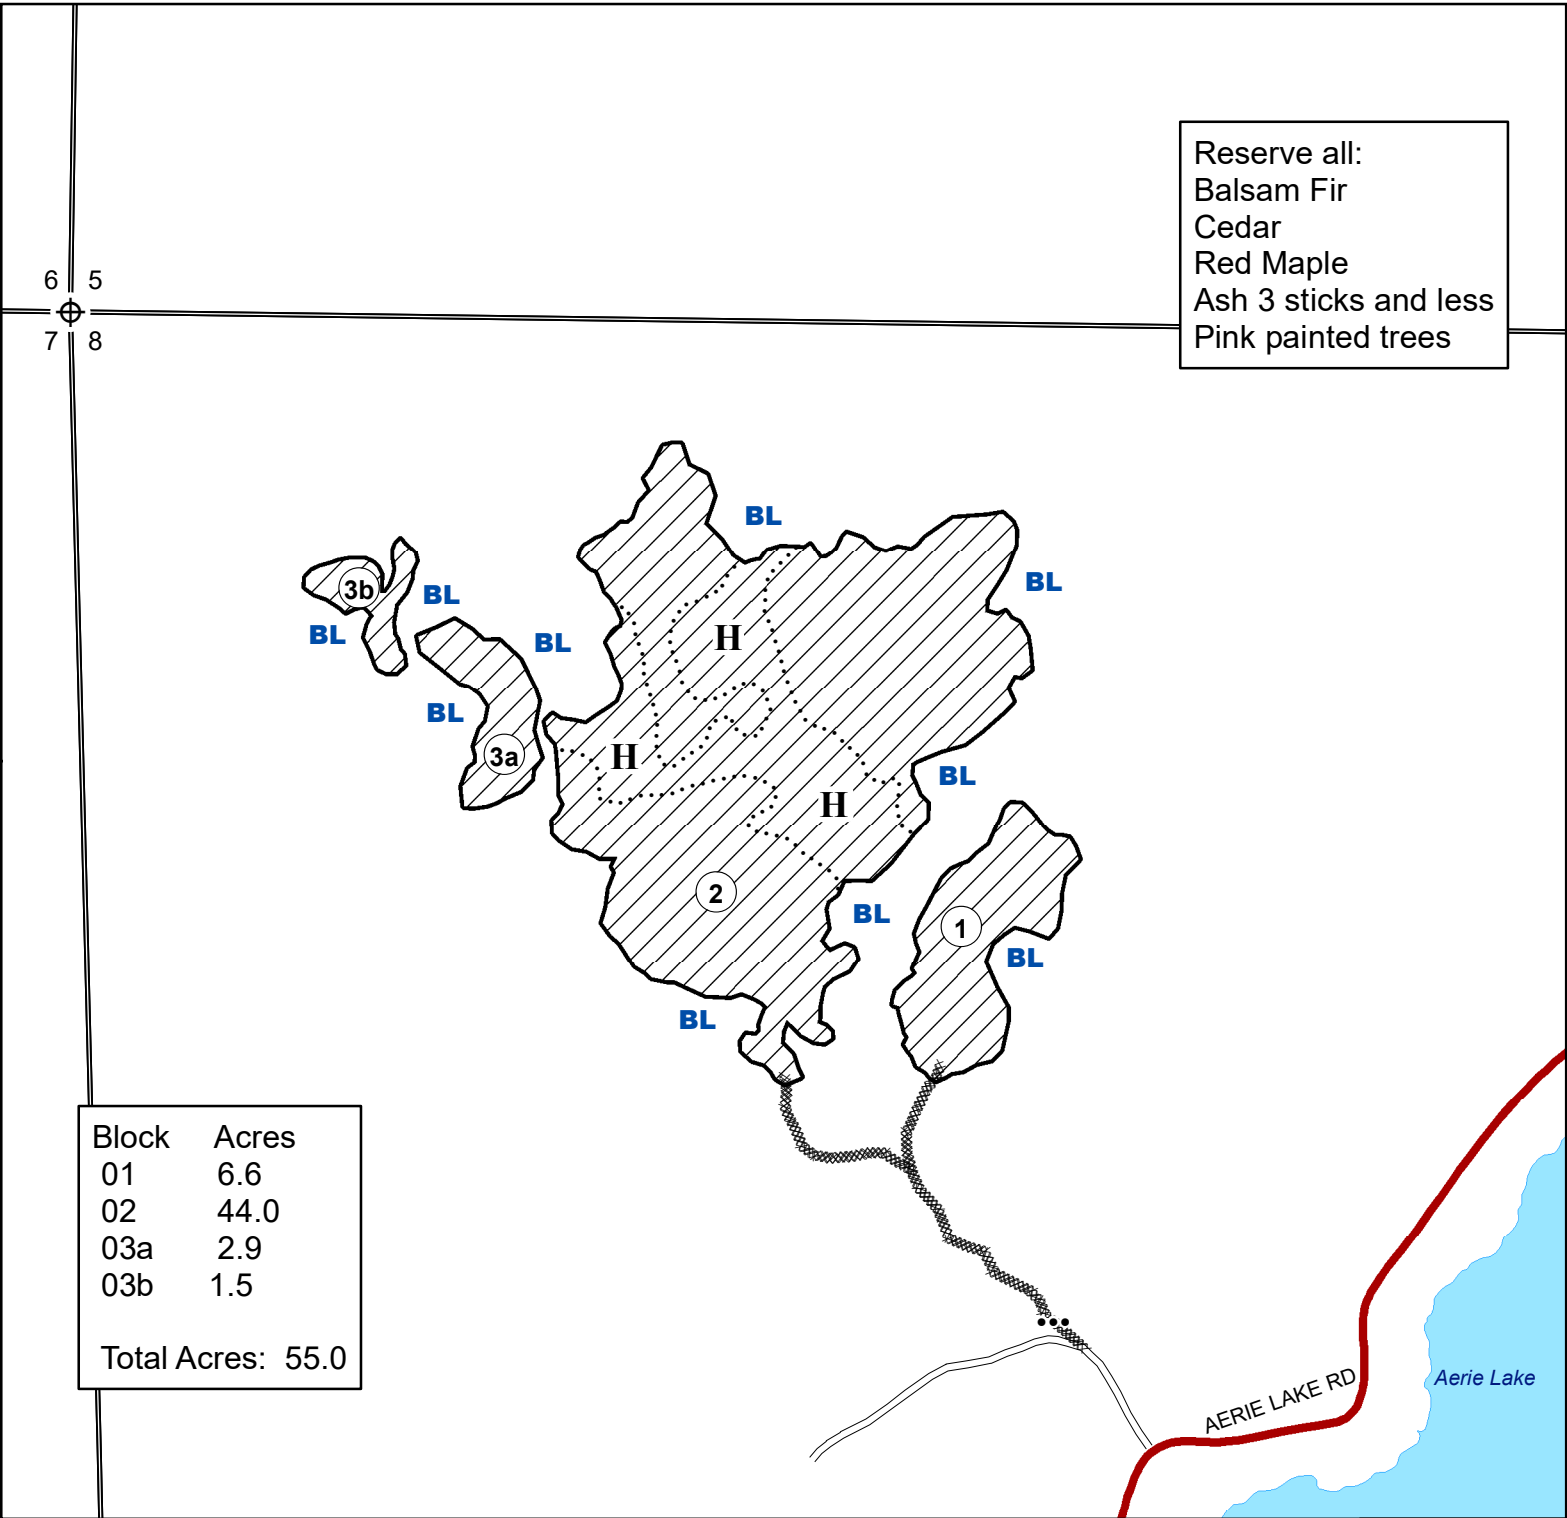 Reserve all:
Balsam Fir
Cedar
Red Maple
Ash 3 sticks and less
Pink painted trees
6 5
7 8
BL
BL
3b
BL
BL
BL
H
BL
3a
H
BL
H
2
BL
1
BL
BL
Block Acres
01 6.6
02 44.0
03a 2.9
03b 1.5
Total Acres: 55.0
AERIE LAKE RD
Aerie Lake